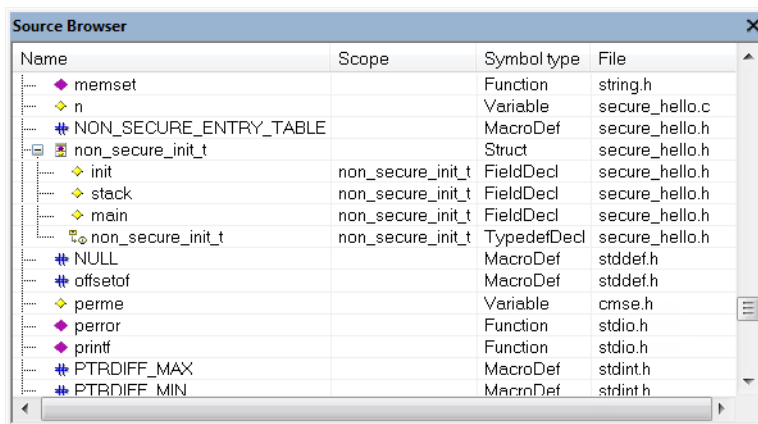 Source Browser
Name Scope Symbol type File
memset Function string.h
n Variable secure_hello.c
NON_SECURE_ENTRY_TABLE MacroDef secure_hello.h
non_secure_init_t Struct secure_hello.h
init non_secure_init_t FieldDecl secure_hello.h
stack non_secure_init_t FieldDecl secure_hello.h
main non_secure_init_t FieldDecl secure_hello.h
non_secure_init_t non_secure_init_t TypedefDecl secure_hello.h
NULL MacroDef stddef.h
offsetof MacroDef stddef.h
perme Variable cmse.h
perror Function stdio.h
printf Function stdio.h
PTRDIFF_MAX MacroDef stdint.h
PTRDIFF_MIN MacroDef stdint.h